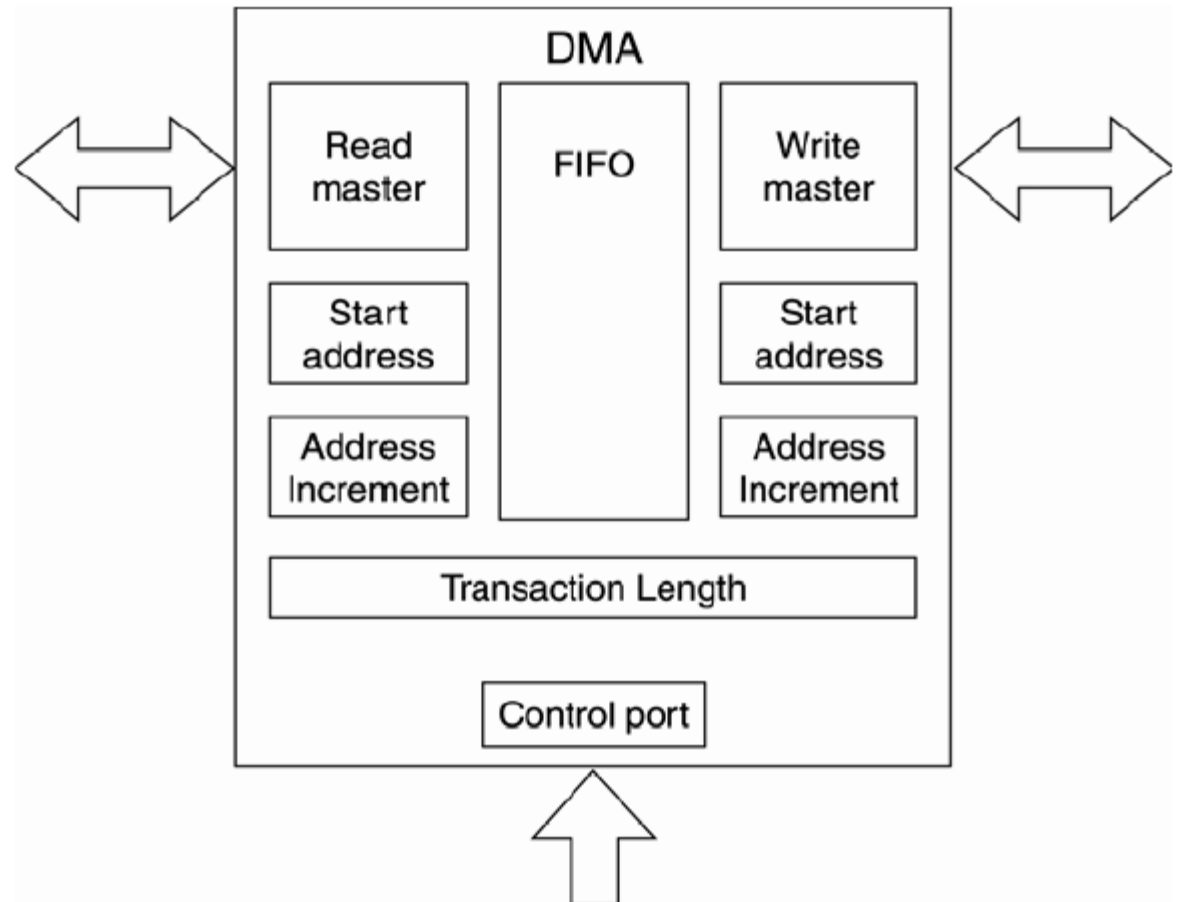 DMA
Read
master
FIFO
Write
master
Start
address
Start
address
Address
Increment
Address
Increment
Transaction Length
Control port